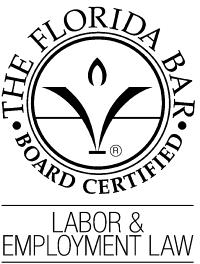 THE FLORIDA BAR
• BOARD CERTIFIED •
®
LABOR &
EMPLOYMENT LAW